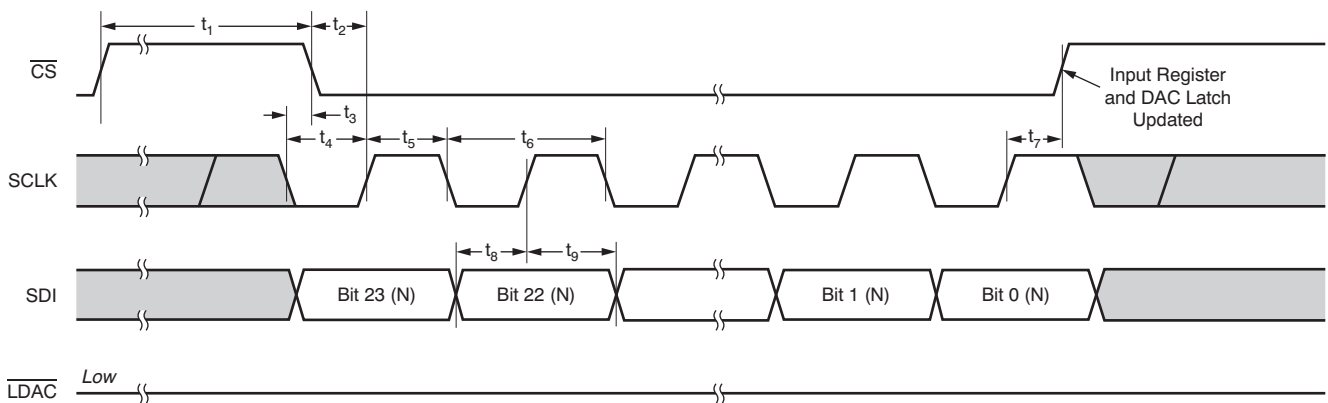 t1 t2
CS
Input Register
and DAC Latch
Updated
t3
t4 t5 t6 t7
SCLK
t8 t9
SDI Bit 23 (N) Bit 22 (N) Bit 1 (N) Bit 0 (N)
LDAC Low